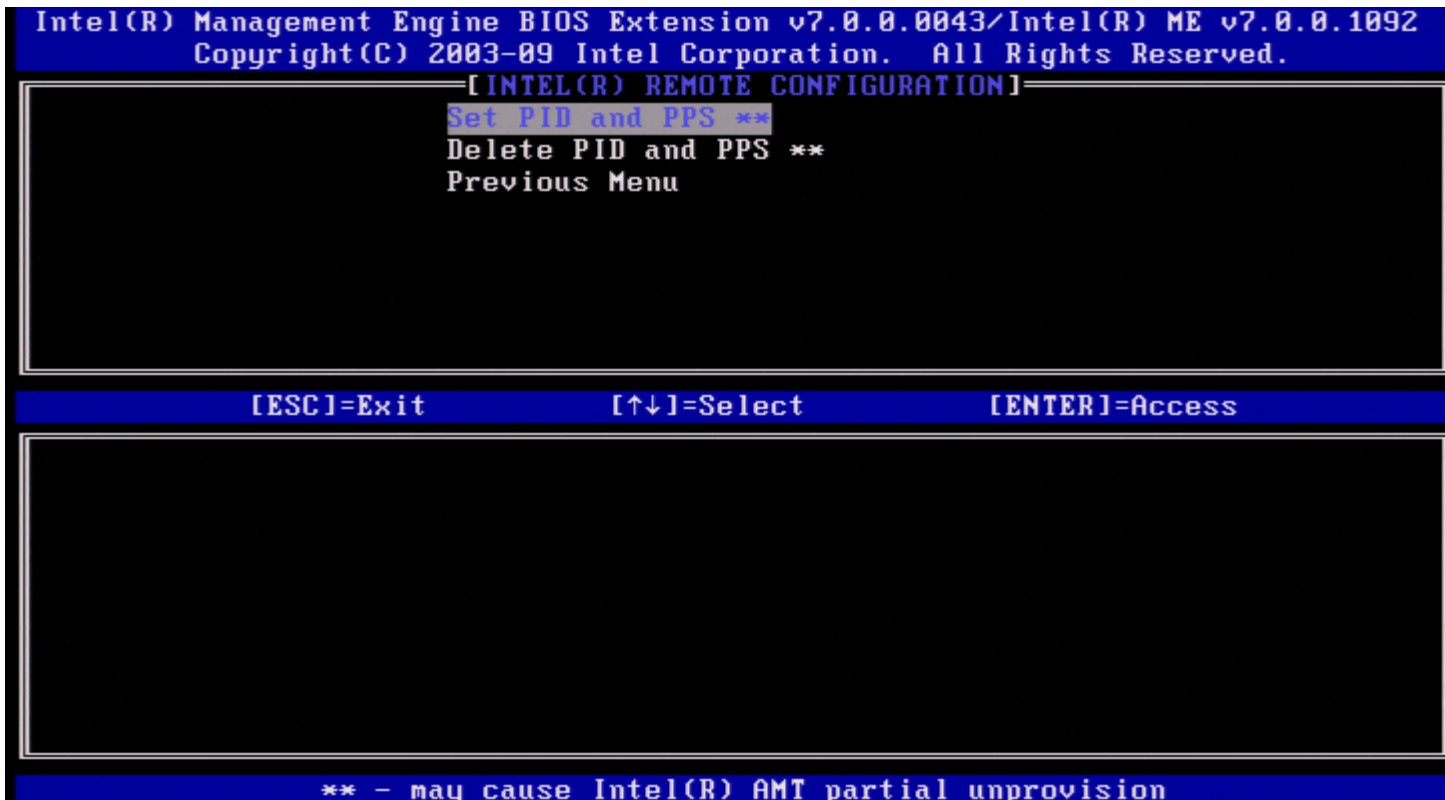 Intel(R) Management Engine BIOS Extension v7.0.0.0043/Intel(R) ME v7.0.0.1092
Copyright(C) 2003-09 Intel Corporation. All Rights Reserved.
[INTEL(R) REMOTE CONFIGURATION]
Set PID and PPS **
Delete PID and PPS **
Previous Menu
[ESC]=Exit [↑↓]=Select [ENTER]=Access
** - may cause Intel(R) AMT partial unprovision